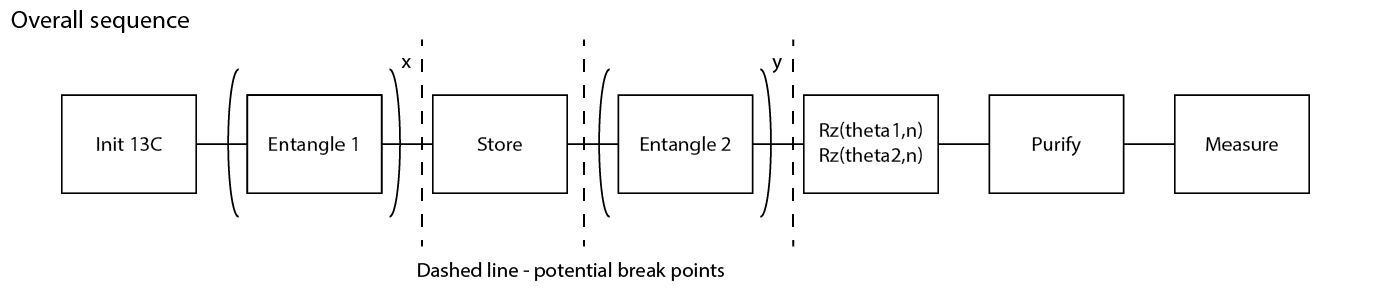 Overall sequence
x
y
Init 13C
Entangle 1
Store
Entangle 2
Rz(theta1,n)
Rz(theta2,n)
Purify
Measure
Dashed line - potential break points